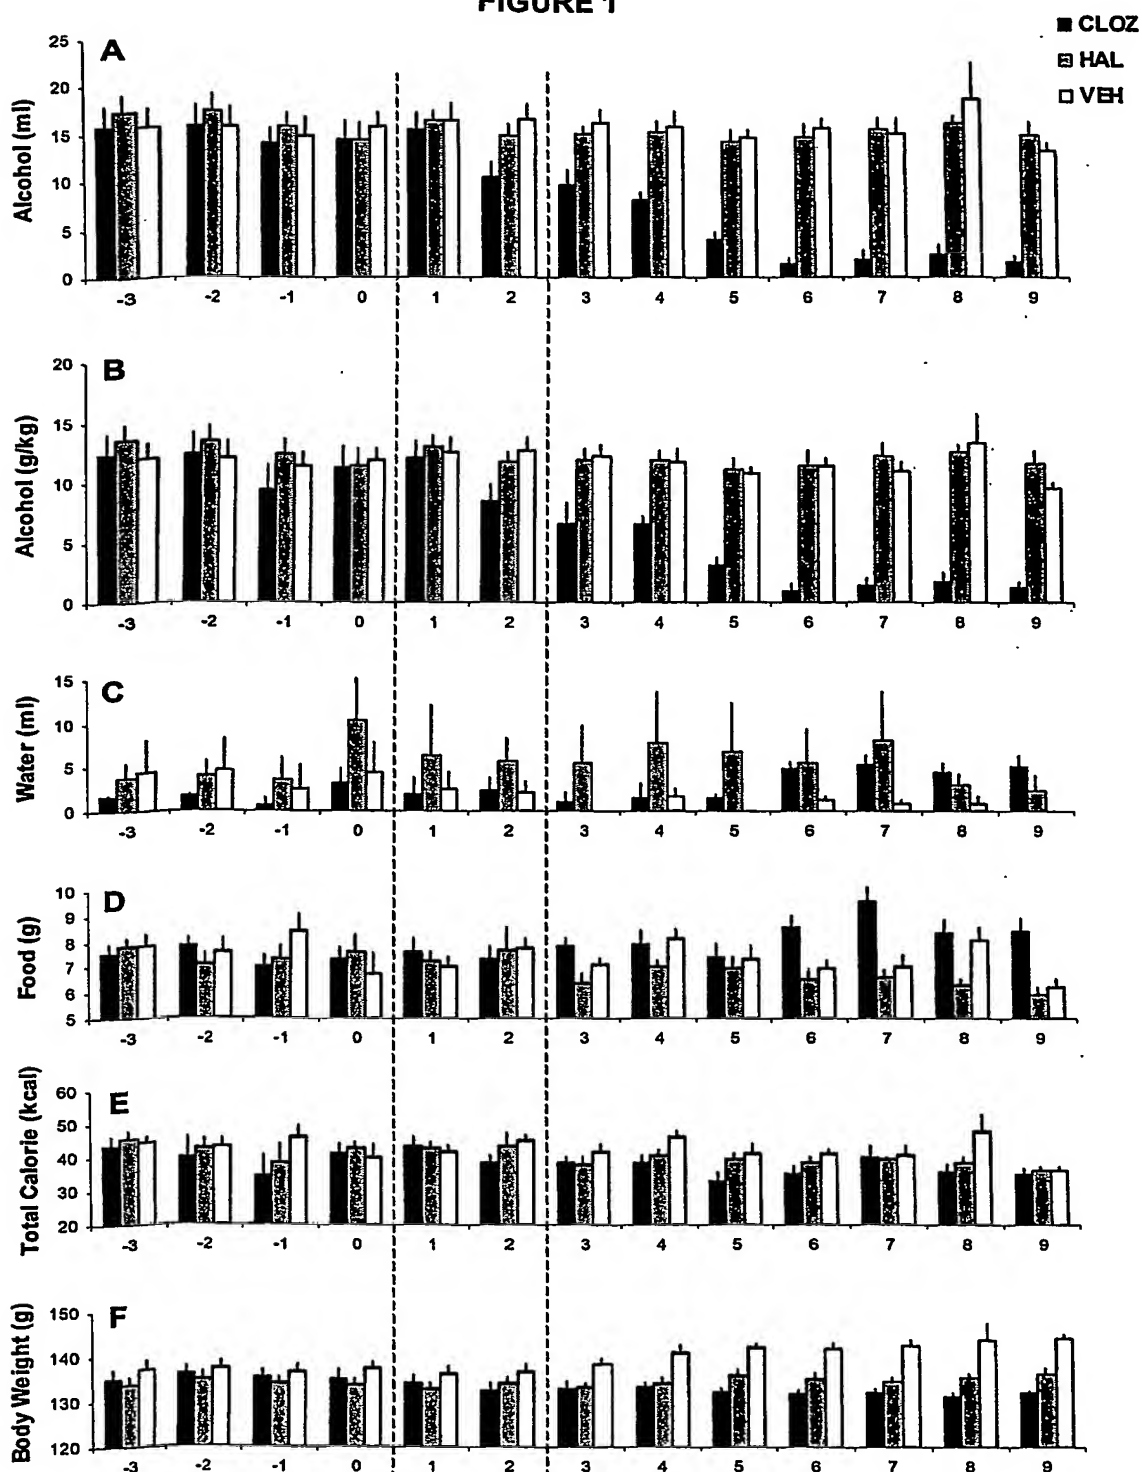 FIGURE 1
CLOZ
HAL
VEH
A
Alcohol (ml)
25
20
15
10
5
0
-3 -2 -1 0 1 2 3 4 5 6 7 8 9
B
Alcohol (g/kg)
20
15
10
5
0
-3 -2 -1 0 1 2 3 4 5 6 7 8 9
C
Water (ml)
15
10
5
0
-3 -2 -1 0 1 2 3 4 5 6 7 8 9
D
Food (g)
10
9
8
7
6
5
-3 -2 -1 0 1 2 3 4 5 6 7 8 9
E
Total Calorie (kcal)
60
50
40
30
20
-3 -2 -1 0 1 2 3 4 5 6 7 8 9
F
Body Weight (g)
150
140
130
120
-3 -2 -1 0 1 2 3 4 5 6 7 8 9